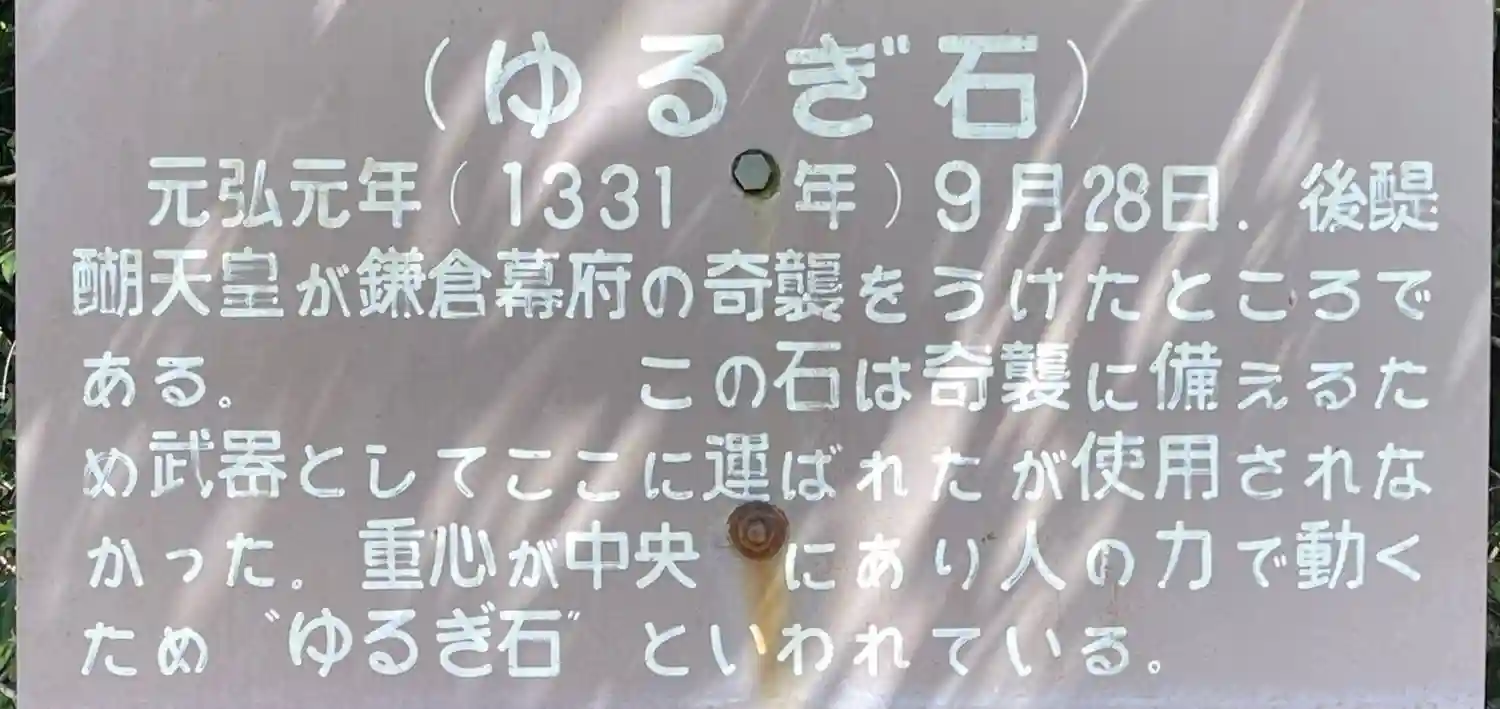 （ゆるぎ石）
元弘元年（1331年）9月28日．後醍
醐天皇が鎌倉幕府の奇襲をうけたところで
ある。　この石は奇襲に備えるた
め武器としてここに運ばれたが使用されな
かった．重心が中央にあり人の力で動く
ため〝ゆるぎ石〞といわれている。